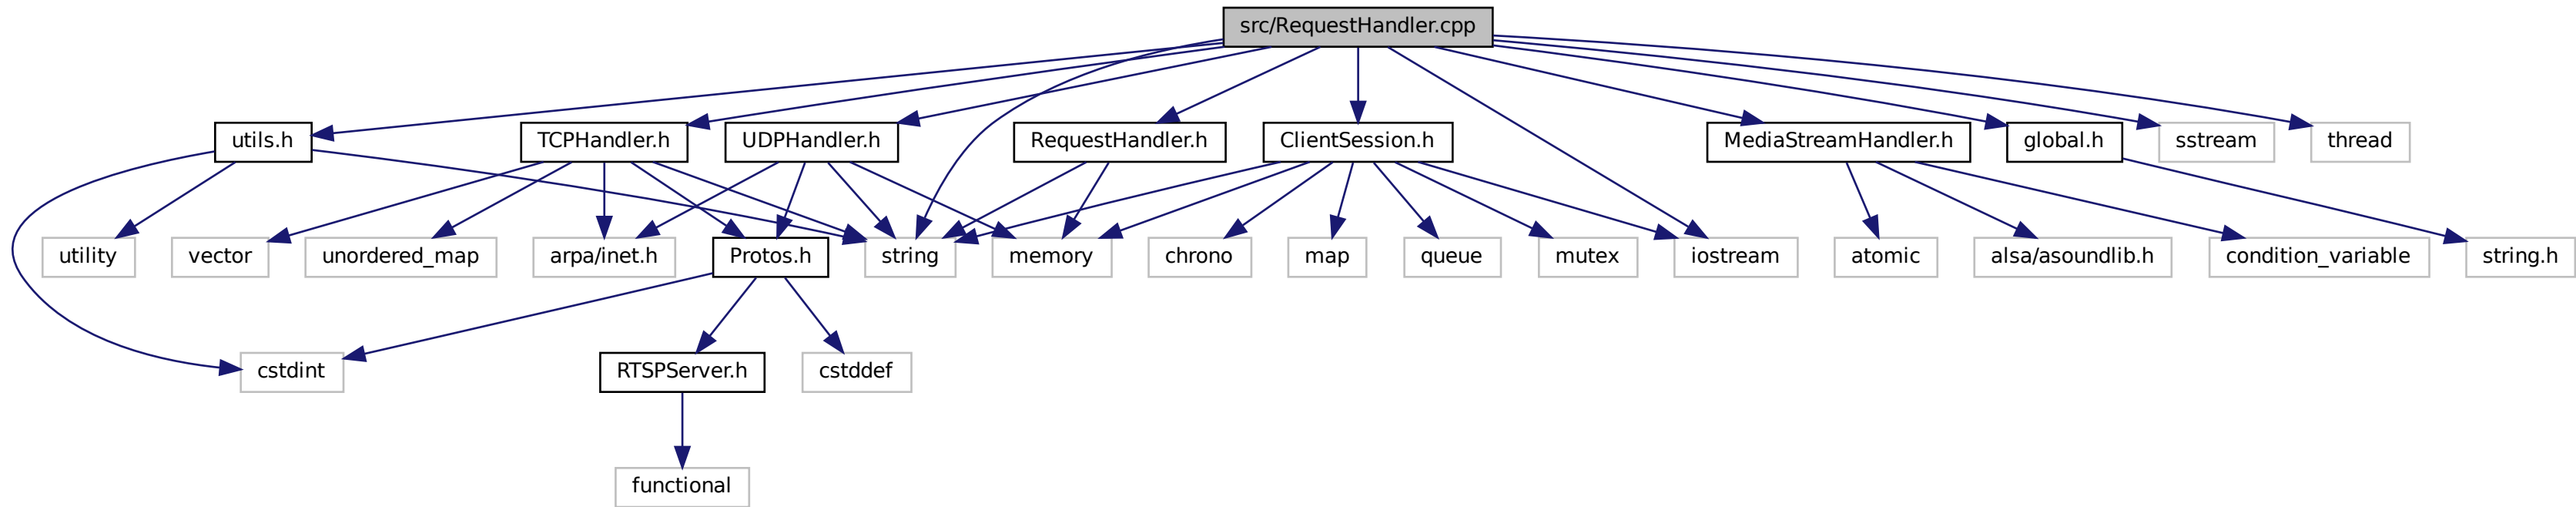 src/RequestHandler.cpp
utils.h
TCPHandler.h
UDPHandler.h
RequestHandler.h
ClientSession.h
MediaStreamHandler.h
global.h
sstream
thread
utility
vector
unordered_map
arpa/inet.h
Protos.h
string
memory
chrono
map
queue
mutex
iostream
atomic
alsa/asoundlib.h
condition_variable
string.h
cstdint
RTSPServer.h
cstddef
functional